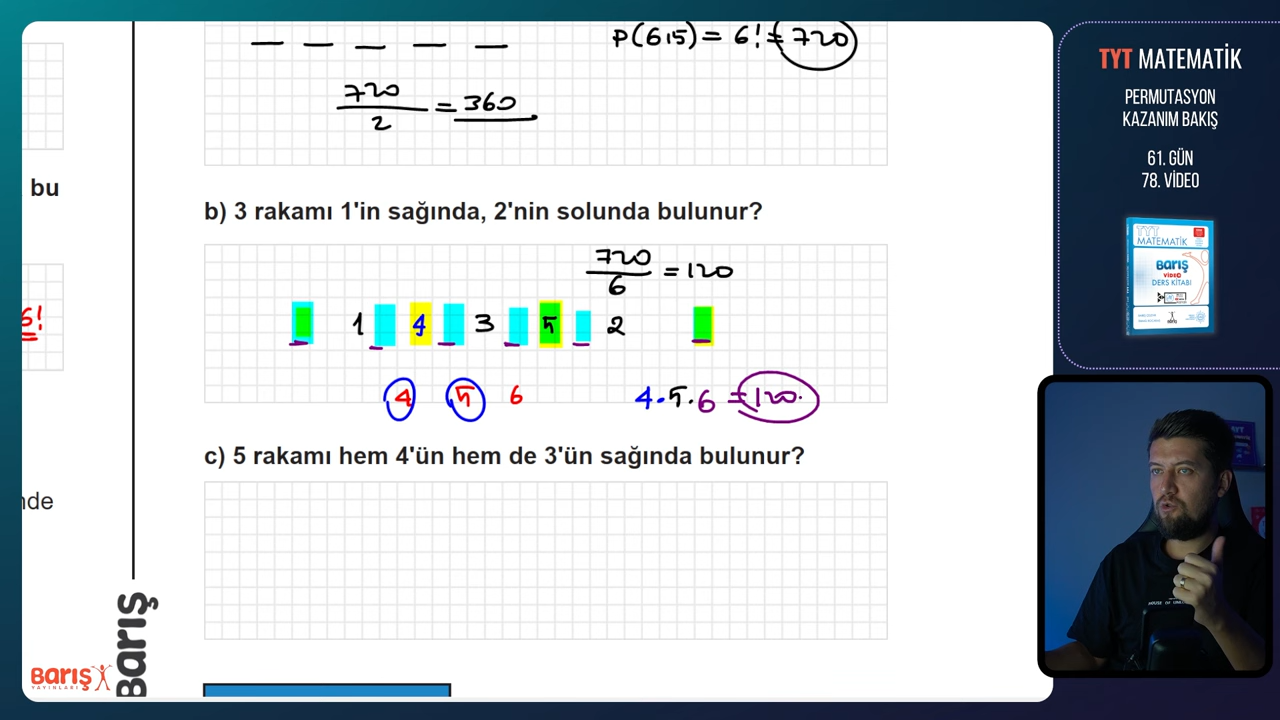 P(6,5) = 6! = 720
720
2
= 360
bu
b) 3 rakamı 1'in sağında, 2'nin solunda bulunur?
720
6
= 120
1 4 3 5 2
6!
4 5 6
4.5.6 = 120
c) 5 rakamı hem 4'ün hem de 3'ün sağında bulunur?
Barış
BARIŞ
YAYINLARI
TYT MATEMATİK
PERMUTASYON
KAZANIM BAKIŞ
61. GÜN
78. VİDEO
TYT
MATEMATİK
BARIŞ
VİDEO
DERS KİTABI